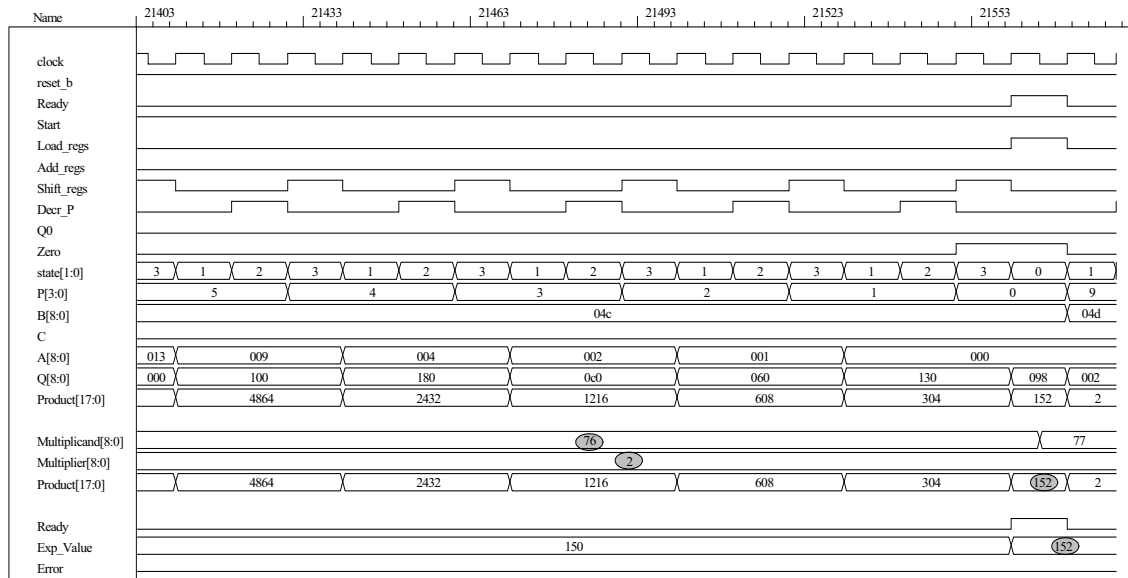 Name 21403 21433 21463 21493 21523 21553
clock
reset_b
Ready
Start
Load_regs
Add_regs
Shift_regs
Decr_P
Q0
Zero
state[1:0] 3 1 2 3 1 2 3 1 2 3 1 2 3 1 2 3 0 1
P[3:0] 5 4 3 2 1 0 9
B[8:0] 04c 04d
C
A[8:0] 013 009 004 002 001 000
Q[8:0] 000 100 180 0c0 060 130 098 002
Product[17:0] 4864 2432 1216 608 304 152 2
Multiplicand[8:0] 76 77
Multiplier[8:0] 2
Product[17:0] 4864 2432 1216 608 304 152 2
Ready
Exp_Value 150 152
Error